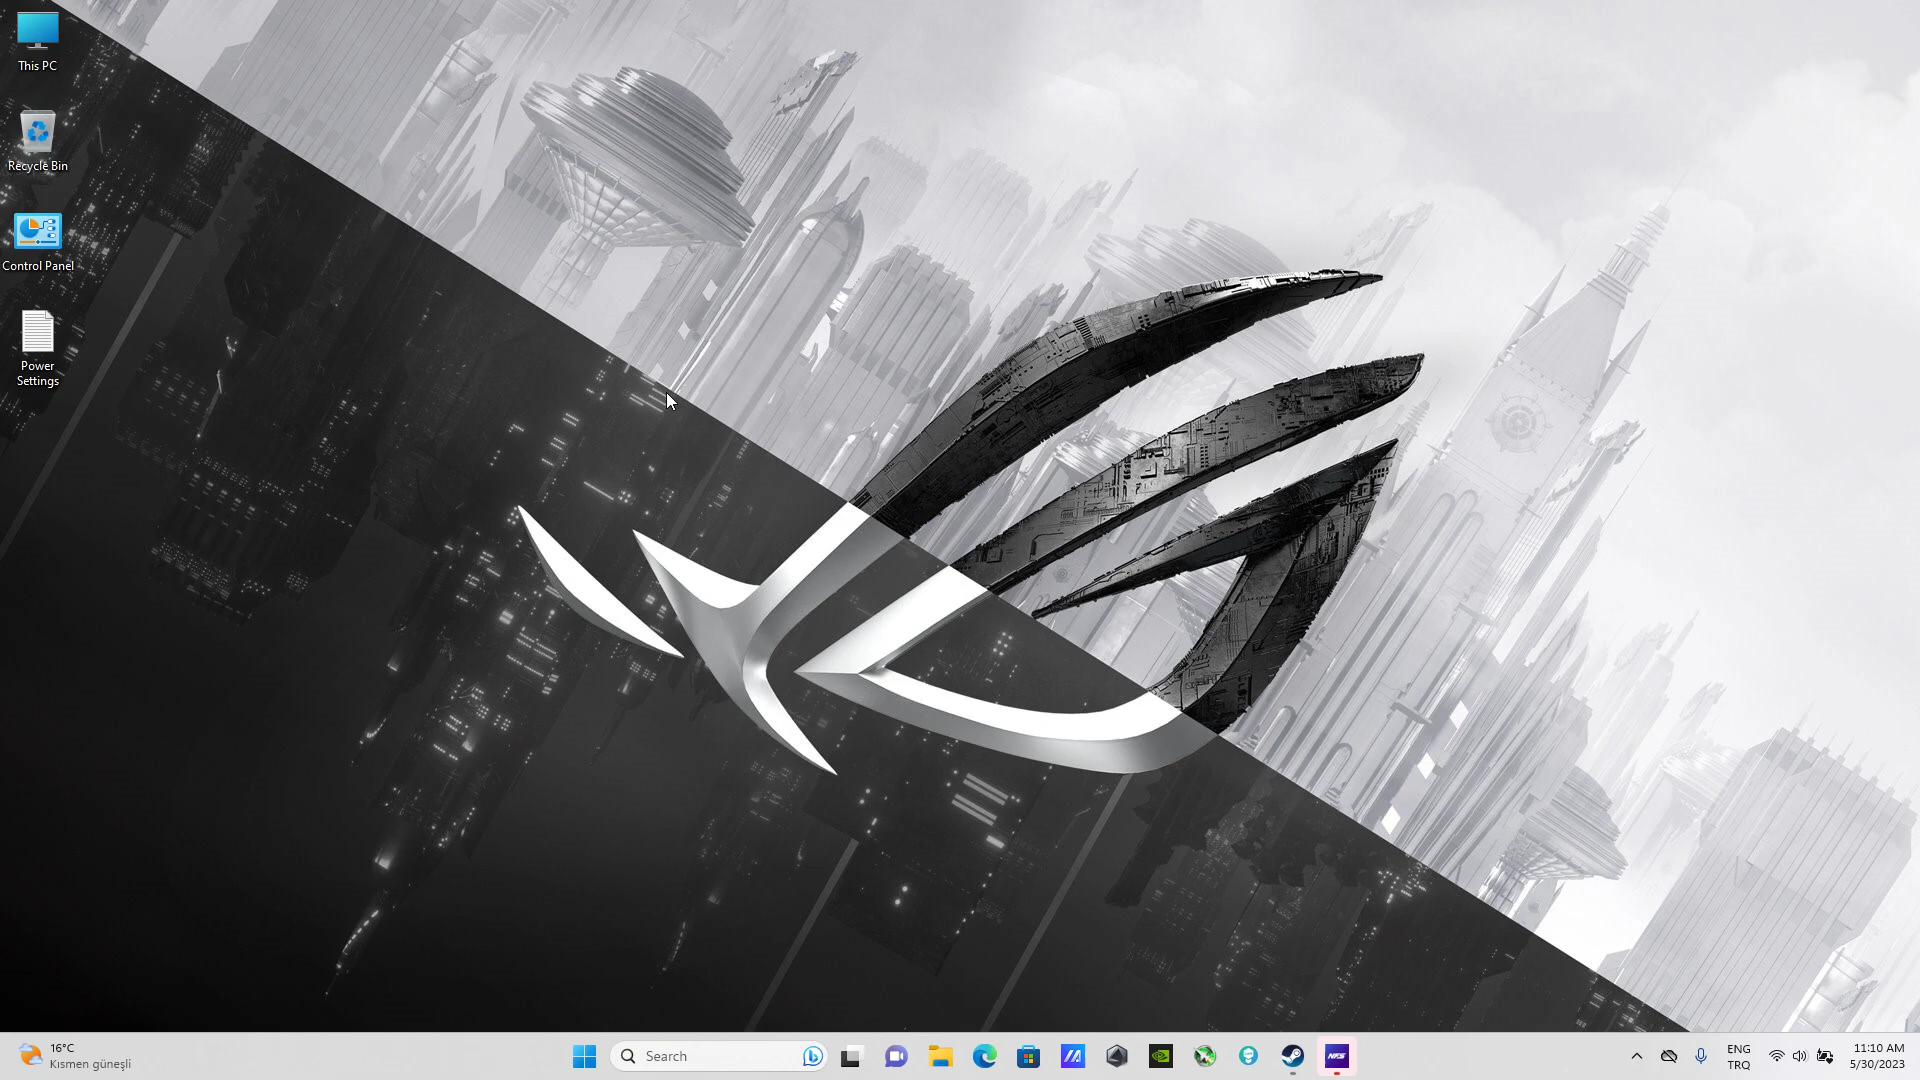 This PC
Recycle Bin
Control Panel
Power
Settings
16°C
Kısmen güneşli
Search
NFS
ENG
TRQ
11:10 AM
5/30/2023